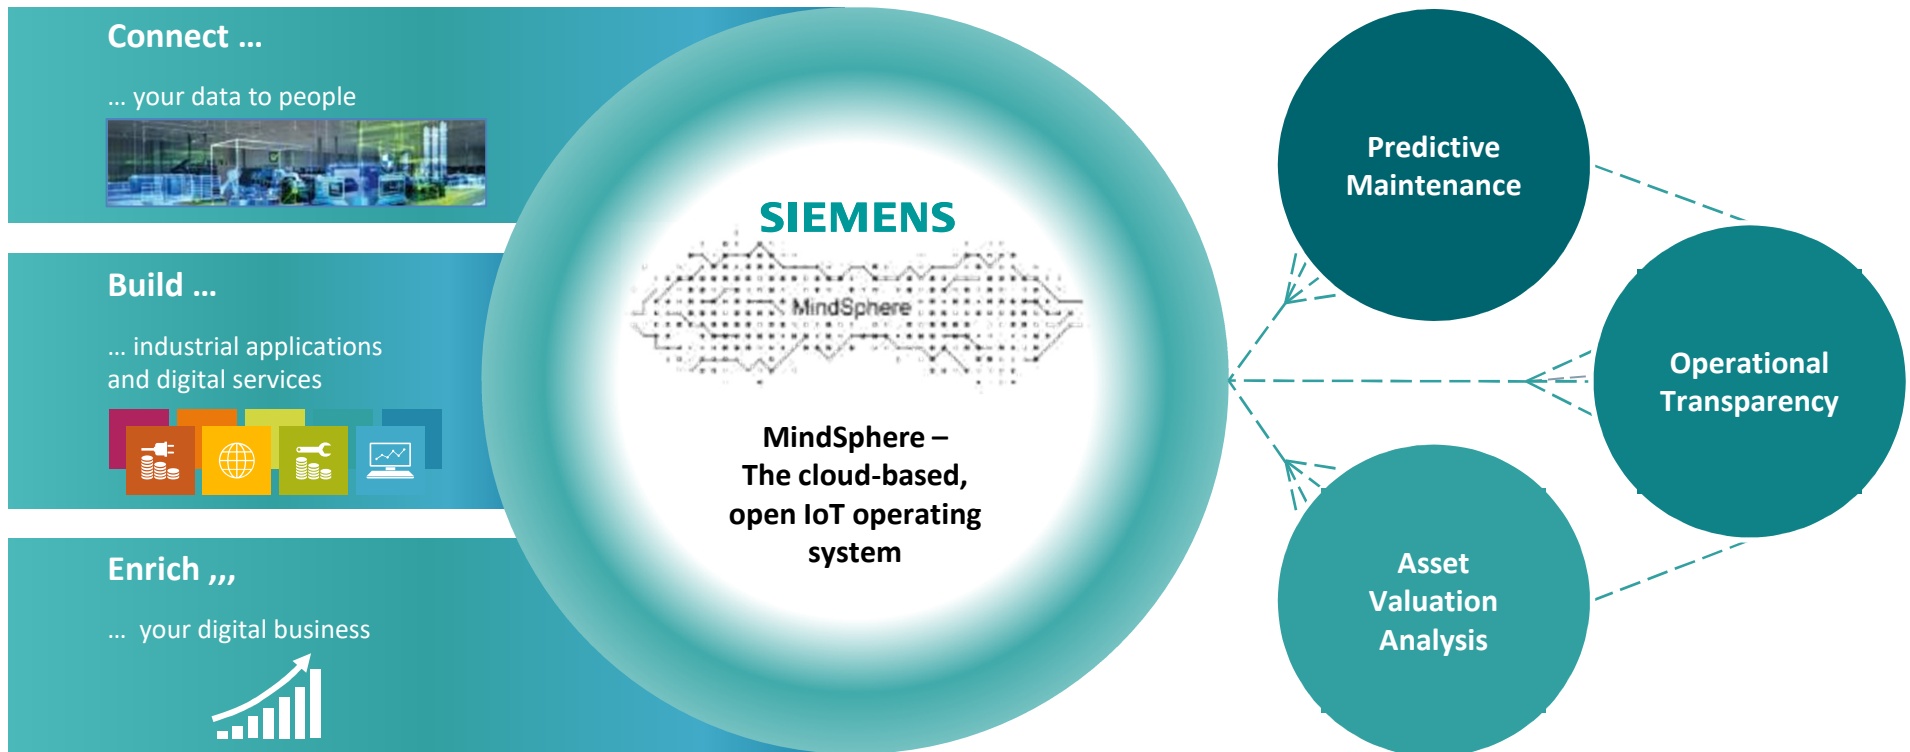 Connect ...
... your data to people
Build ...
... industrial applications
and digital services
Enrich ,,,
... your digital business
SIEMENS
MindSphere
MindSphere –
The cloud-based,
open IoT operating
system
Predictive
Maintenance
Operational
Transparency
Asset
Valuation
Analysis